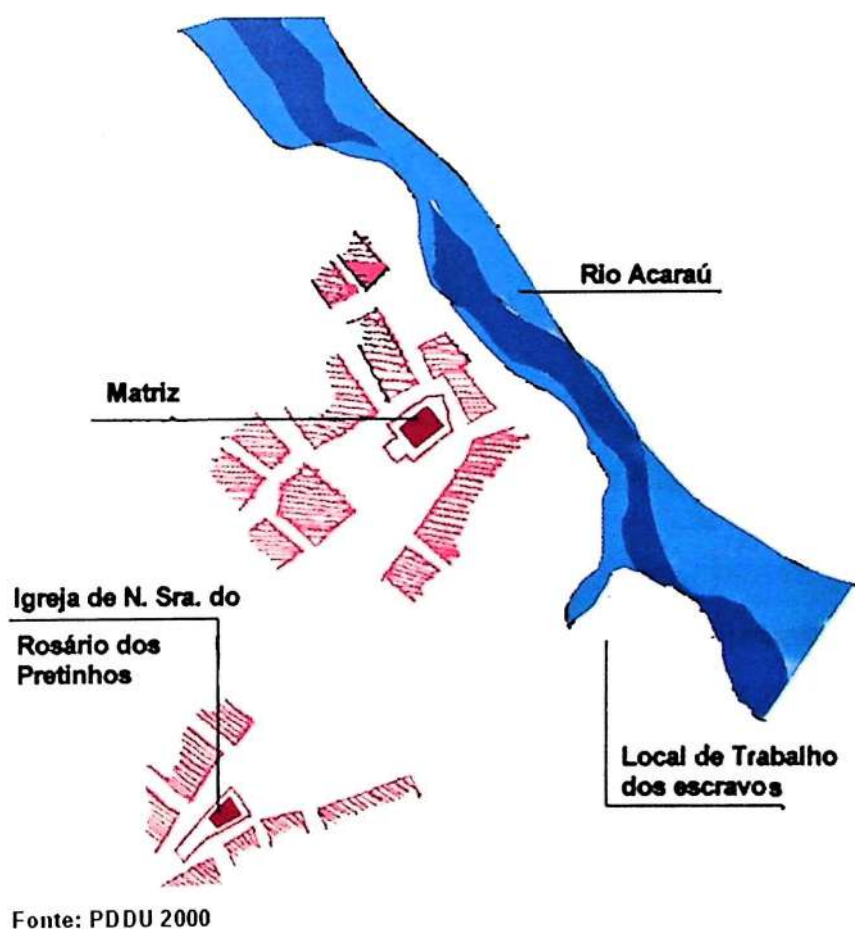 Rio Acaraú
Matriz
Igreja de N. Sra. do
Rosário dos
Pretinhos
Local de Trabalho
dos escravos
Fonte: PDDU 2000